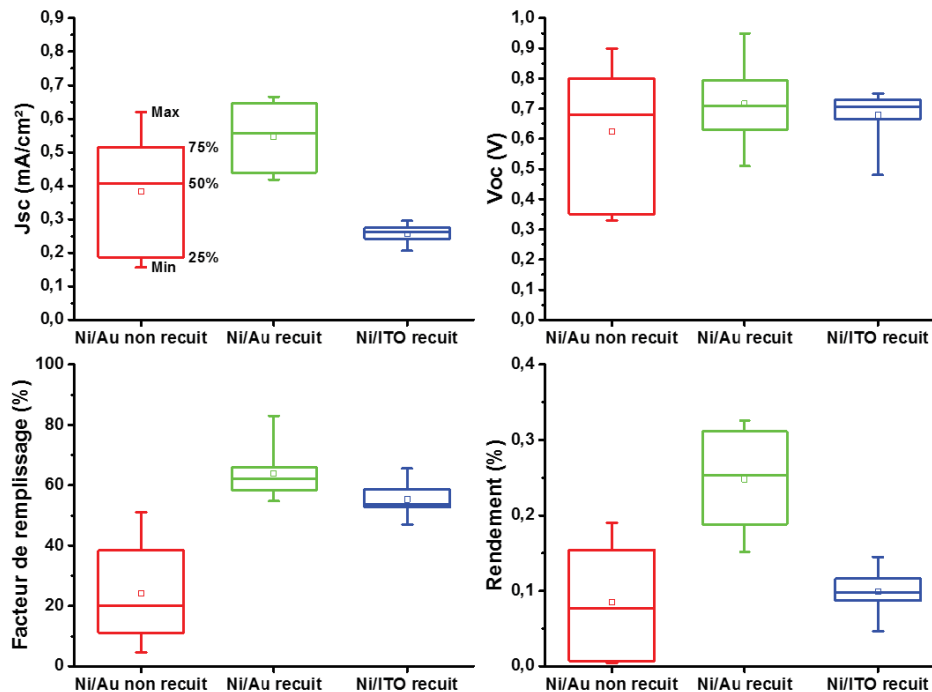 Jsc (mA/cm²)
0,9
0,8
0,7
0,6
0,5
0,4
0,3
0,2
0,1
0,0
Max
75%
50%
25%
Min
Ni/Au non recuit
Ni/Au recuit
Ni/ITO recuit
Voc (V)
1,0
0,9
0,8
0,7
0,6
0,5
0,4
0,3
0,2
0,1
0,0
Ni/Au non recuit
Ni/Au recuit
Ni/ITO recuit
Facteur de remplissage (%)
100
80
60
40
20
0
Ni/Au non recuit
Ni/Au recuit
Ni/ITO recuit
Rendement (%)
0,4
0,3
0,2
0,1
0,0
Ni/Au non recuit
Ni/Au recuit
Ni/ITO recuit